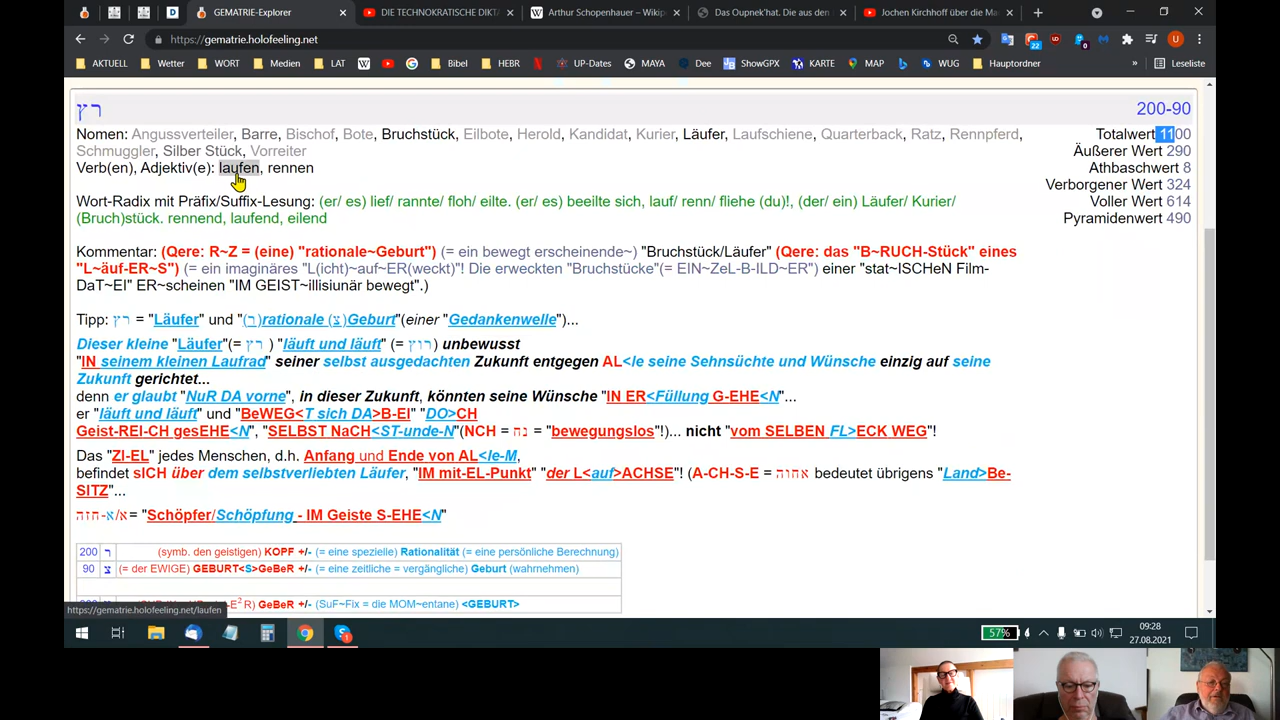 GEMATRIE-Explorer
DIE TECHNOKRATISCHE DIKT
Arthur Schopenhauer – Wikip
Das Oupnek'hat. Die aus den
Jochen Kirchhoff über die Ma
https://gematrie.holofeeling.net
22
0
U
AKTUELL Wetter WORT Medien LAT Bibel HEBR UP-Dates MAYA Dee ShowGPX KARTE MAP WUG Hauptordner Leseliste
רץ 200-90
Nomen: Angussverteiler, Barre, Bischof, Bote, Bruchstück, Eilbote, Herold, Kandidat, Kurier, Läufer, Laufschiene, Quarterback, Ratz, Rennpferd, Totalwert 1100
Schmuggler, Silber Stück, Vorreiter Äußerer Wert 290
Verb(en), Adjektiv(e): laufen, rennen Athbaschwert 8
Verborgener Wert 324
Wort-Radix mit Präfix/Suffix-Lesung: (er/ es) lief/ rannte/ floh/ eilte. (er/ es) beeilte sich, lauf/ renn/ fliehe (du)!, (der/ ein) Läufer/ Kurier/ Voller Wert 614
(Bruch)stück. rennend, laufend, eilend Pyramidenwert 490
Kommentar: (Qere: R~Z = (eine) "rationale~Geburt") (= ein bewegt erscheinende~) "Bruchstück/Läufer" (Qere: das "B~RUCH-Stück" eines
"L~äuf-ER~S") (= ein imaginäres "L(icht)~auf~ER(weckt)"! Die erweckten "Bruchstücke"(= EIN~ZeL-B-ILD~ER") einer "stat~ISCHeN Film-
DaT~EI" ER~scheinen "IM GEIST~illisiunär bewegt".)
Tipp: רץ = "Läufer" und "(ר)rationale (צ)Geburt"(einer "Gedankenwelle")...
Dieser kleine "Läufer"(= רץ ) "läuft und läuft" (= רוץ) unbewusst
"IN seinem kleinen Laufrad" seiner selbst ausgedachten Zukunft entgegen AL<le seine Sehnsüchte und Wünsche einzig auf seine
Zukunft gerichtet...
denn er glaubt "NuR DA vorne", in dieser Zukunft, könnten seine Wünsche "IN ER<Füllung G-EHE<N"...
er "läuft und läuft" und "BeWEG<T sich DA>B-EI" "DO>CH
Geist-REI-CH gesEHE<N", "SELBST NaCH<ST-unde-N"(NCH = נח = "bewegungslos"!)... nicht "vom SELBEN FL>ECK WEG"!
Das "ZI-EL" jedes Menschen, d.h. Anfang und Ende von AL<le-M,
befindet sICH über dem selbstverliebten Läufer, "IM mit-EL-Punkt" "der L<auf>ACHSE"! (A-CH-S-E = אחוה bedeutet übrigens "Land>Be-
SITZ"...
א/א-חזה= "Schöpfer/Schöpfung - IM Geiste S-EHE<N"
200 ר (symb. den geistigen) KOPF +/- (= eine spezielle) Rationalität (= eine persönliche Berechnung)
90 צ (= der EWIGE) GEBURT<S>GeBeR +/- (= eine zeitliche = vergängliche) Geburt (wahrnehmen)
GeBeR +/- (SuF~Fix = die MOM~entane) <GEBURT>
https://gematrie.holofeeling.net/laufen
57%
09:28
27.08.2021